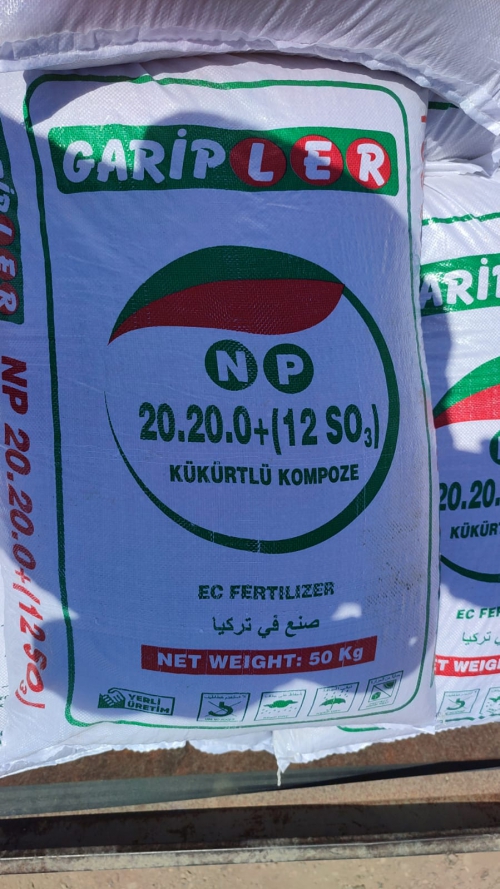 GARİPLER
NP
20.20.0+(12 SO₃)
KÜKÜRTLÜ KOMPOZE
EC FERTILIZER
صنع في تركيا
NET WEIGHT: 50 Kg
YERLİ
ÜRETİM
NP 20.20.0+(12 SO₃)